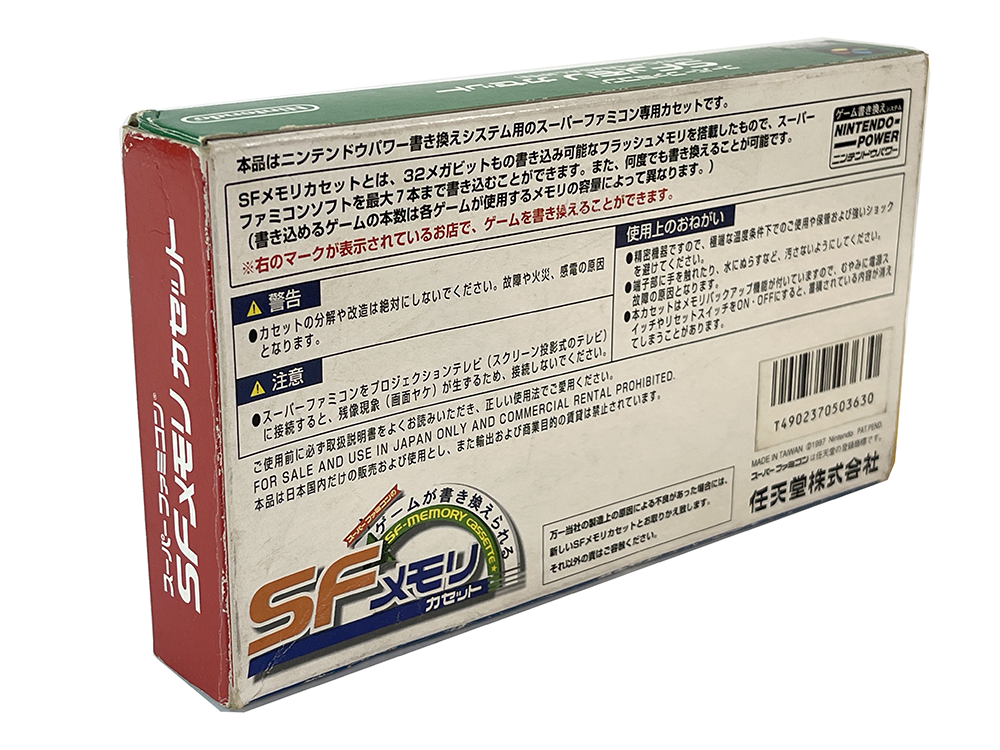 スーパーファミコン
SFメモリ カセット
Nintendo
スーパーファミコン
SFメモリ カセット
本品はニンテンドウパワー書き換えシステム用のスーパーファミコン専用カセットです。
ゲーム書き換えシステム
NINTENDO-
POWER
ニンテンドウパワー
SFメモリカセットとは、32メガビットもの書き込み可能なフラッシュメモリを搭載したもので、スーパー
ファミコンソフトを最大7本まで書き込むことができます。また、何度でも書き換えることが可能です。
(書き込めるゲームの本数は各ゲームが使用するメモリの容量によって異なります。)
※右のマークが表示されているお店で、ゲームを書き換えることができます。
警告
●カセットの分解や改造は絶対にしないでください。故障や火災、感電の原因
となります。
注意
●スーパーファミコンをプロジェクションテレビ(スクリーン投影式のテレビ)
に接続すると、残像現象(画面ヤケ)が生ずるため、接続しないでください。
使用上のおねがい
●精密機器ですので、極端な温度条件下でのご使用や保管および強いショック
を避けてください。
●端子部に手を触れたり、水にぬらすなど、汚さないようにしてください。
故障の原因となります。
●本カセットはメモリバックアップ機能が付いていますので、むやみに電源ス
イッチやリセットスイッチをON・OFFにすると、蓄積されている内容が消え
てしまうことがあります。
ご使用前に必ず取扱説明書をよくお読みいただき、正しい使用法でご愛用ください。
FOR SALE AND USE IN JAPAN ONLY AND COMMERCIAL RENTAL PROHIBITED.
本品は日本国内だけの販売および使用とし、また輸出および商業目的の賃貸は禁止されています。
T4902370503630
MADE IN TAIWAN ©1997 Nintendo PAT.PEND.
スーパーファミコンは任天堂の登録商標です。
任天堂株式会社
スーパーファミコンの
ゲームが書き換えられる
SF-MEMORY CASSETTE★
SFメモリ
カセット
万一当社の製造上の原因による不良があった場合には、
新しいSFメモリカセットとお取りかえ致します。
それ以外の責はご容赦ください。